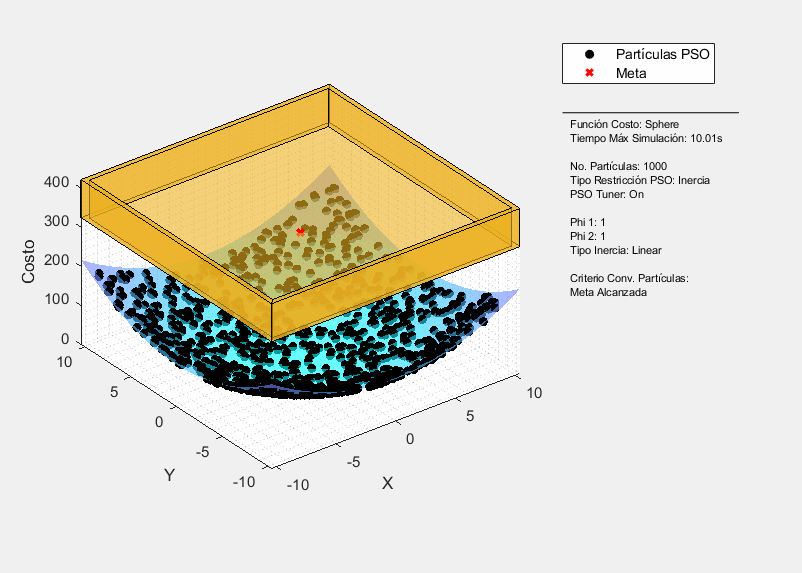 Partículas PSO
Meta
Función Costo: Sphere
Tiempo Máx Simulación: 10.01s
No. Partículas: 1000
Tipo Restricción PSO: Inercia
PSO Tuner: On
Phi 1: 1
Phi 2: 1
Tipo Inercia: Linear
Criterio Conv. Partículas:
Meta Alcanzada
Costo
400
300
200
100
0
10
5
0
-5
-10
Y
-10
-5
0
5
10
X